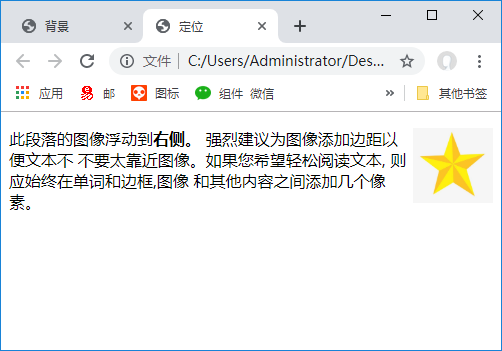 背景
定位
文件 C:/Users/Administrator/Des...
应用 邮 图标 组件 微信 » 其他书签
此段落的图像浮动到右侧。 强烈建议为图像添加边距以
便文本不 不要太靠近图像。如果您希望轻松阅读文本, 则
应始终在单词和边框,图像 和其他内容之间添加几个像
素。